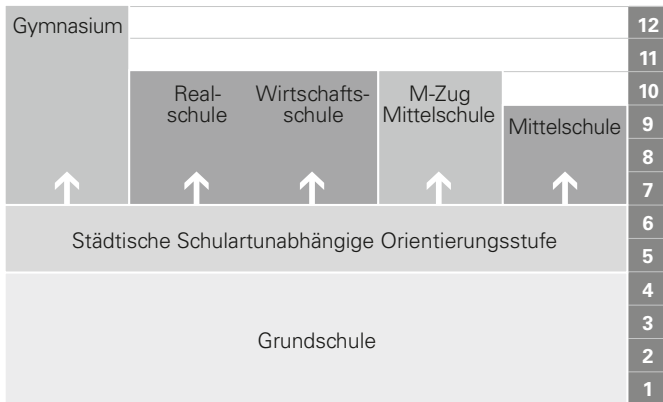 Gymnasium
12
11
Real-
schule
Wirtschafts-
schule
M-Zug
Mittelschule
10
Mittelschule
9
8
7
Städtische Schulartunabhängige Orientierungsstufe
6
5
4
Grundschule
3
2
1